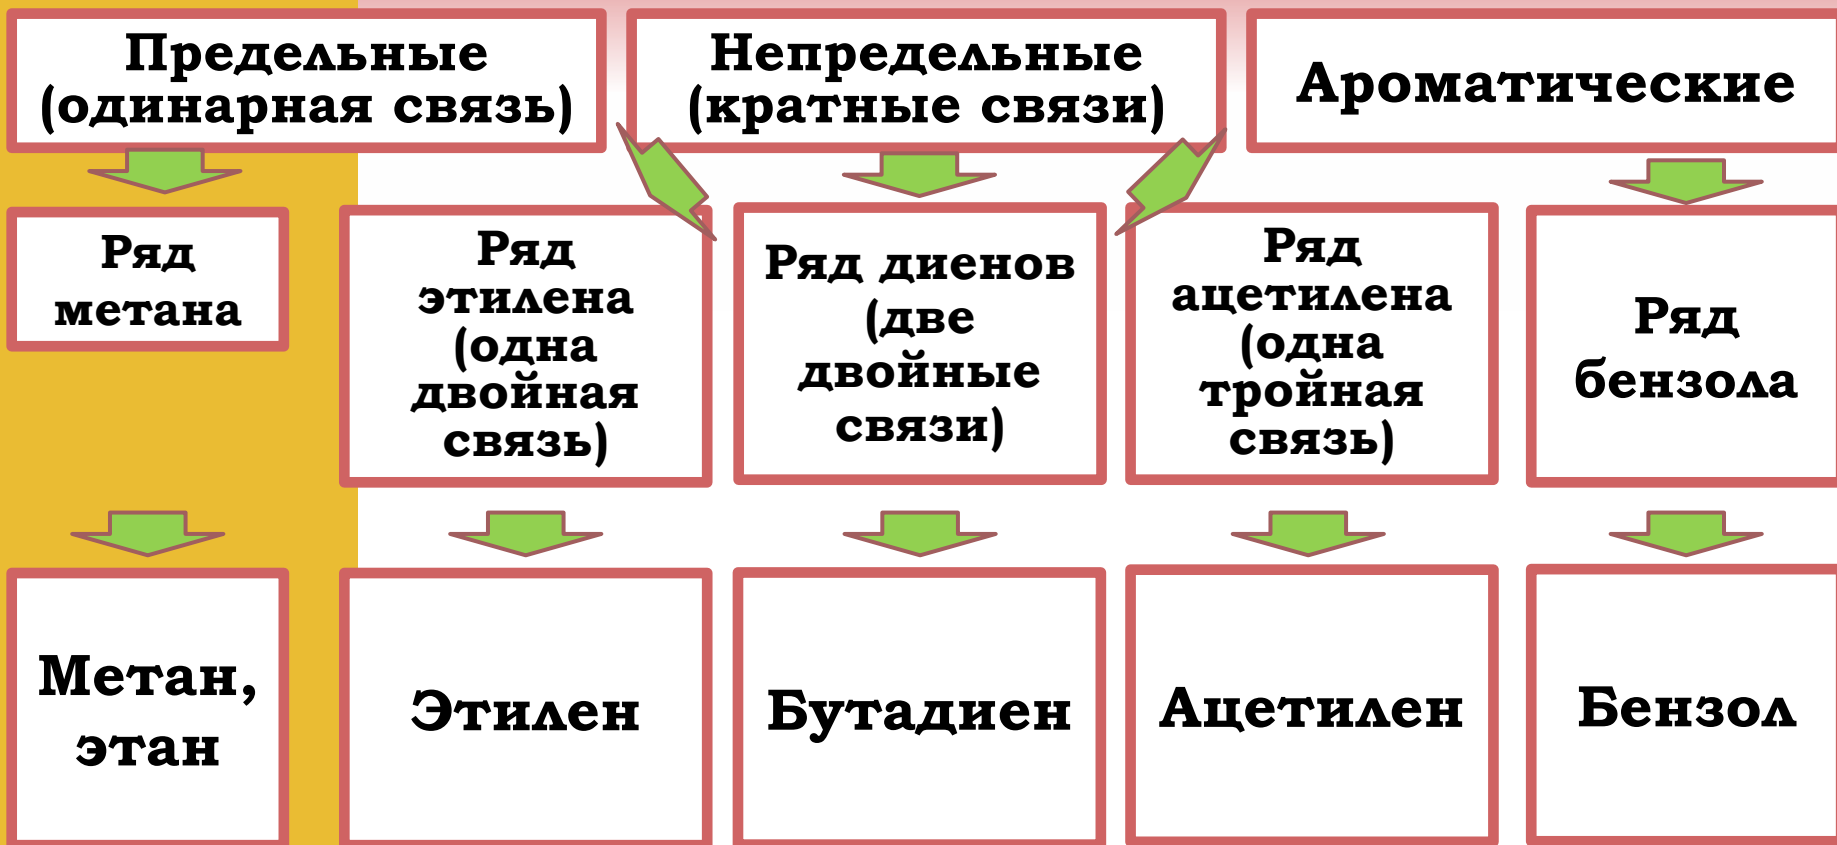 Предельные
(одинарная связь)
Непредельные
(кратные связи)
Ароматические
Ряд
метана
Ряд
этилена
(одна
двойная
связь)
Ряд диенов
(две
двойные
связи)
Ряд
ацетилена
(одна
тройная
связь)
Ряд
бензола
Метан,
этан
Этилен
Бутадиен
Ацетилен
Бензол